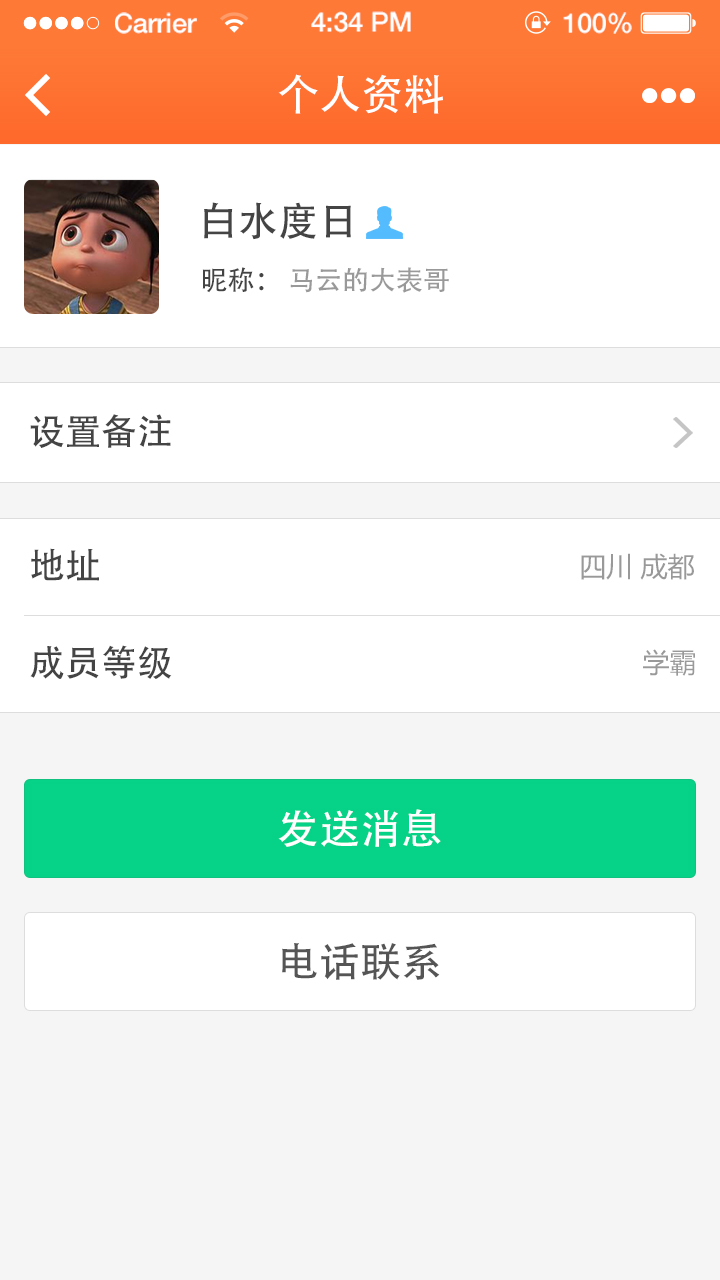 Carrier 4:34 PM 100%
个人资料
白水度日
昵称： 马云的大表哥
设置备注
地址 四川 成都
成员等级 学霸
发送消息
电话联系